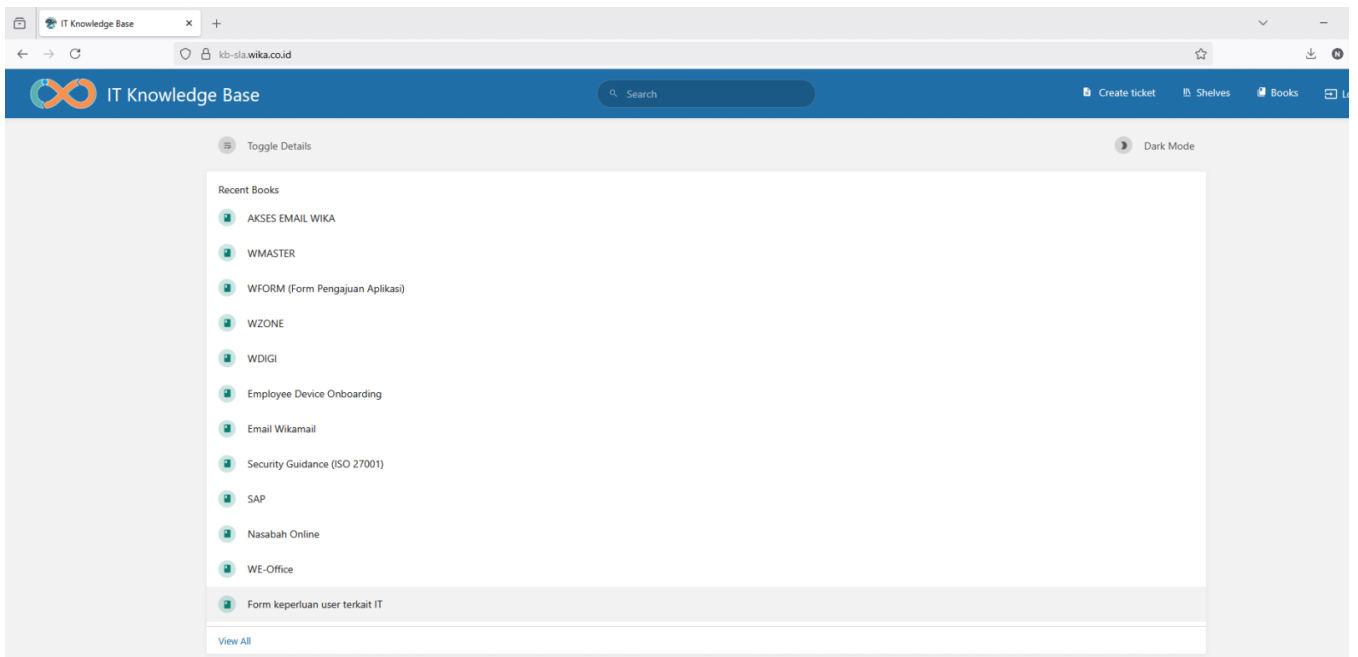 IT Knowledge Base
kb-sla.wika.co.id
IT Knowledge Base
Search
Create ticket
Shelves
Books
Toggle Details
Dark Mode
Recent Books
AKSES EMAIL WIKA
WMASTER
WFORM (Form Pengajuan Aplikasi)
WZONE
WDIGI
Employee Device Onboarding
Email Wikamail
Security Guidance (ISO 27001)
SAP
Nasabah Online
WE-Office
Form keperluan user terkait IT
View All